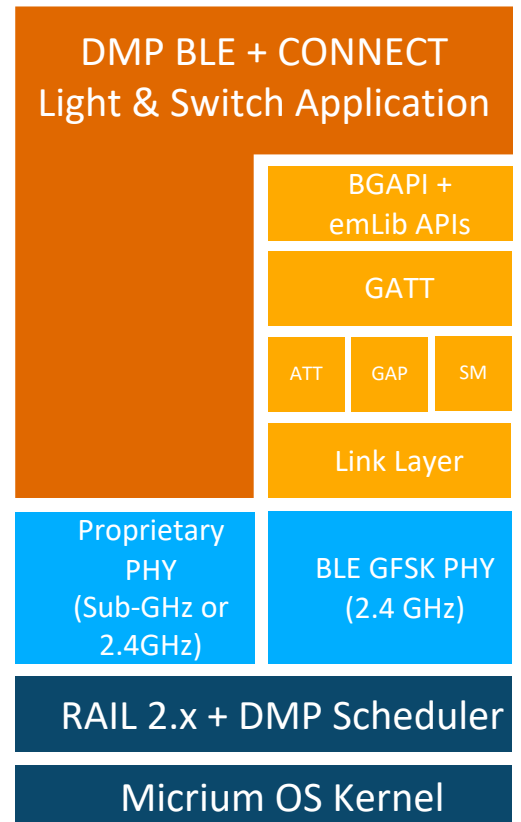 DMP BLE + CONNECT
Light & Switch Application
BGAPI +
emLib APIs
GATT
ATT
GAP
SM
Link Layer
Proprietary
PHY
(Sub-GHz or
2.4GHz)
BLE GFSK PHY
(2.4 GHz)
RAIL 2.x + DMP Scheduler
Micrium OS Kernel